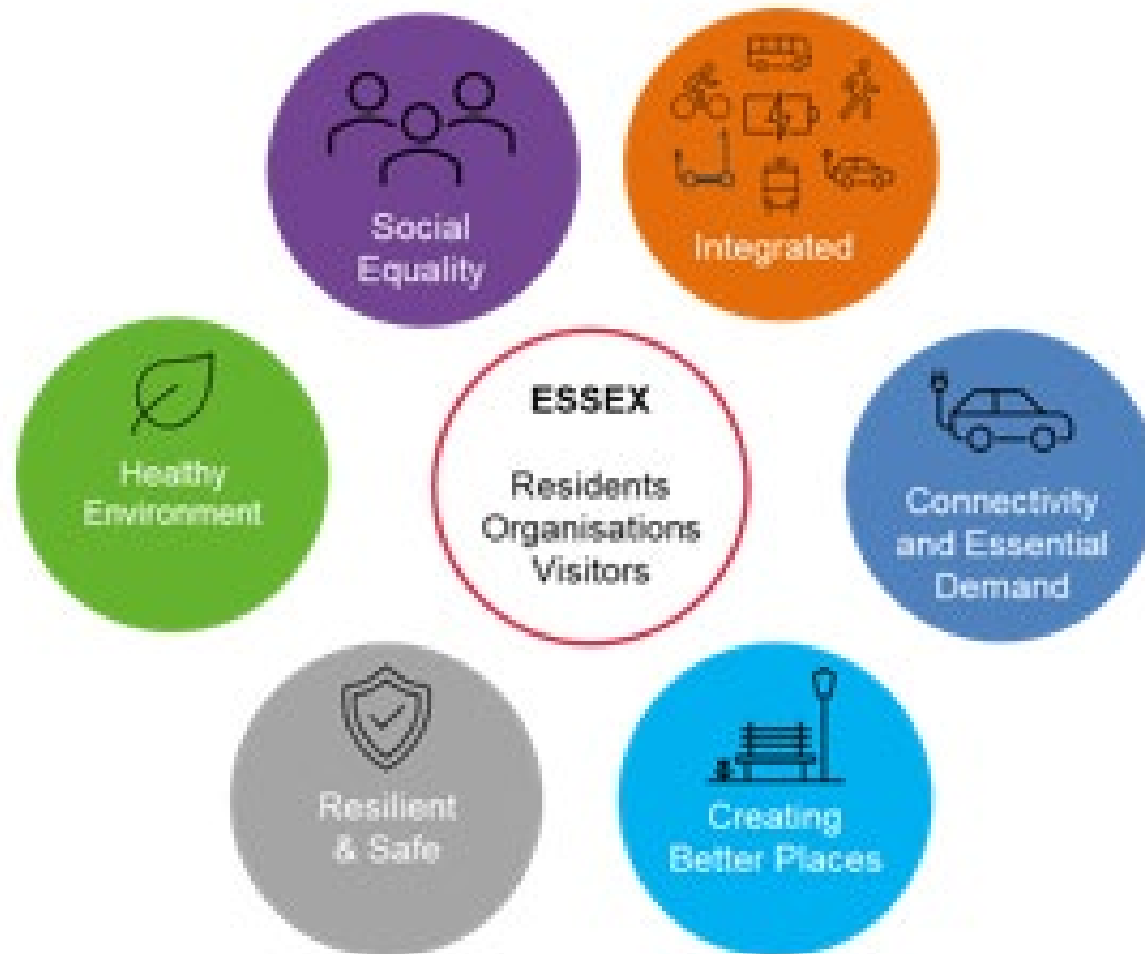 Social
Equality
Integrated
Healthy
Environment
ESSEX
Residents
Organisations
Visitors
Connectivity
and Essential
Demand
Resilient
& Safe
Creating
Better Places